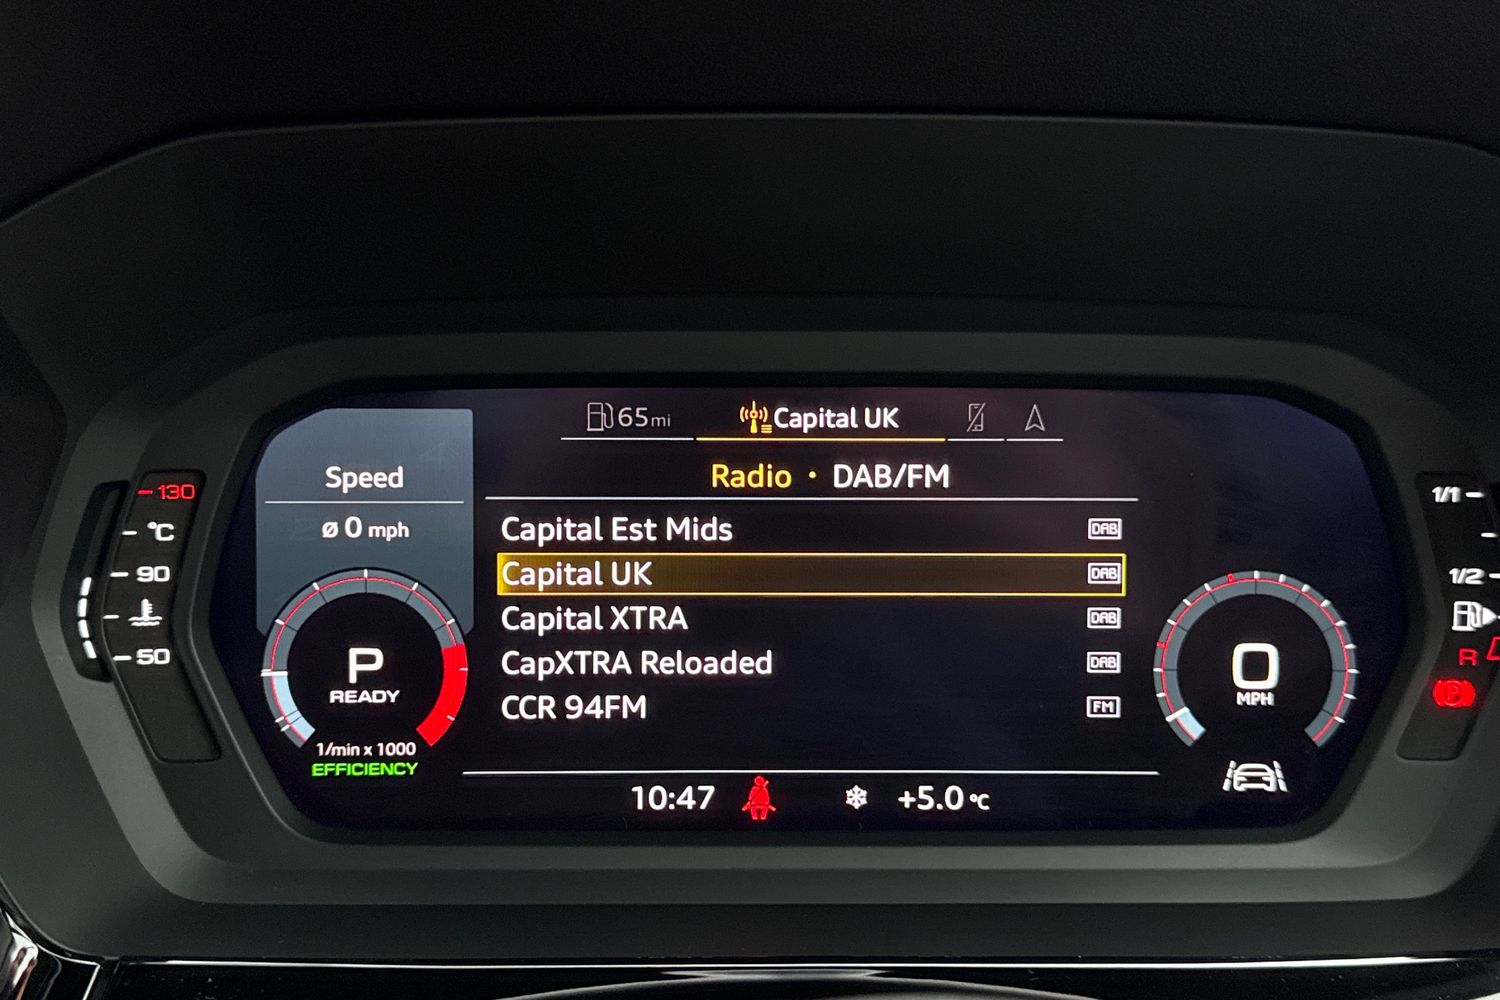 65 mi
Capital UK
Speed
Radio • DAB/FM
ø 0 mph
Capital Est Mids DAB
Capital UK DAB
Capital XTRA DAB
CapXTRA Reloaded DAB
CCR 94FM FM
130
°C
90
50
P
READY
1/min x 1000
EFFICIENCY
0
MPH
10:47
+5.0 °C
1/1
1/2
R
P